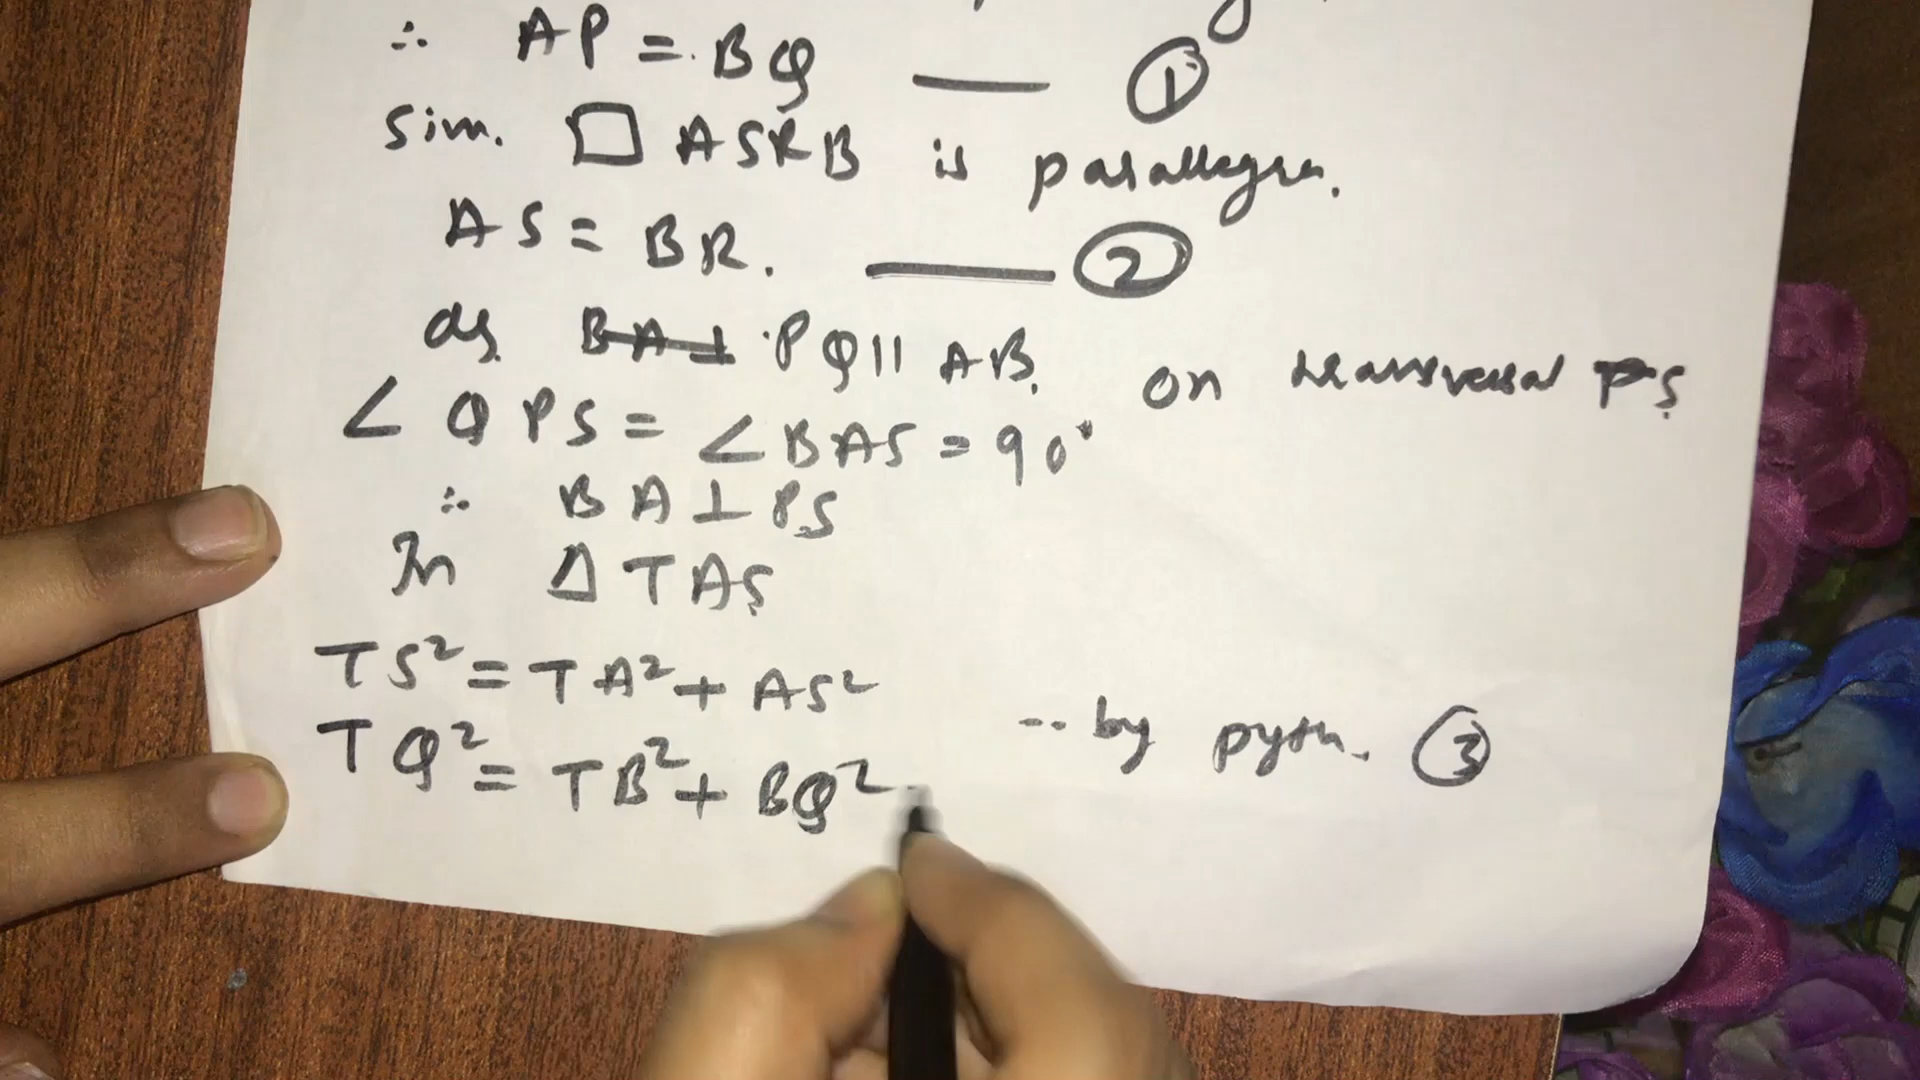 ∴ AP = BQ — ①
Sim. □ ASRB is parallegra.
AS = BR. — ②
as BA⊥ PQ || AB. on transversal PS
∠QPS = ∠BAS = 90°
∴ BA ⊥ PS
In Δ TAS
TS² = TA² + AS²
TQ² = TB² + BQ² -- by pyth. ③